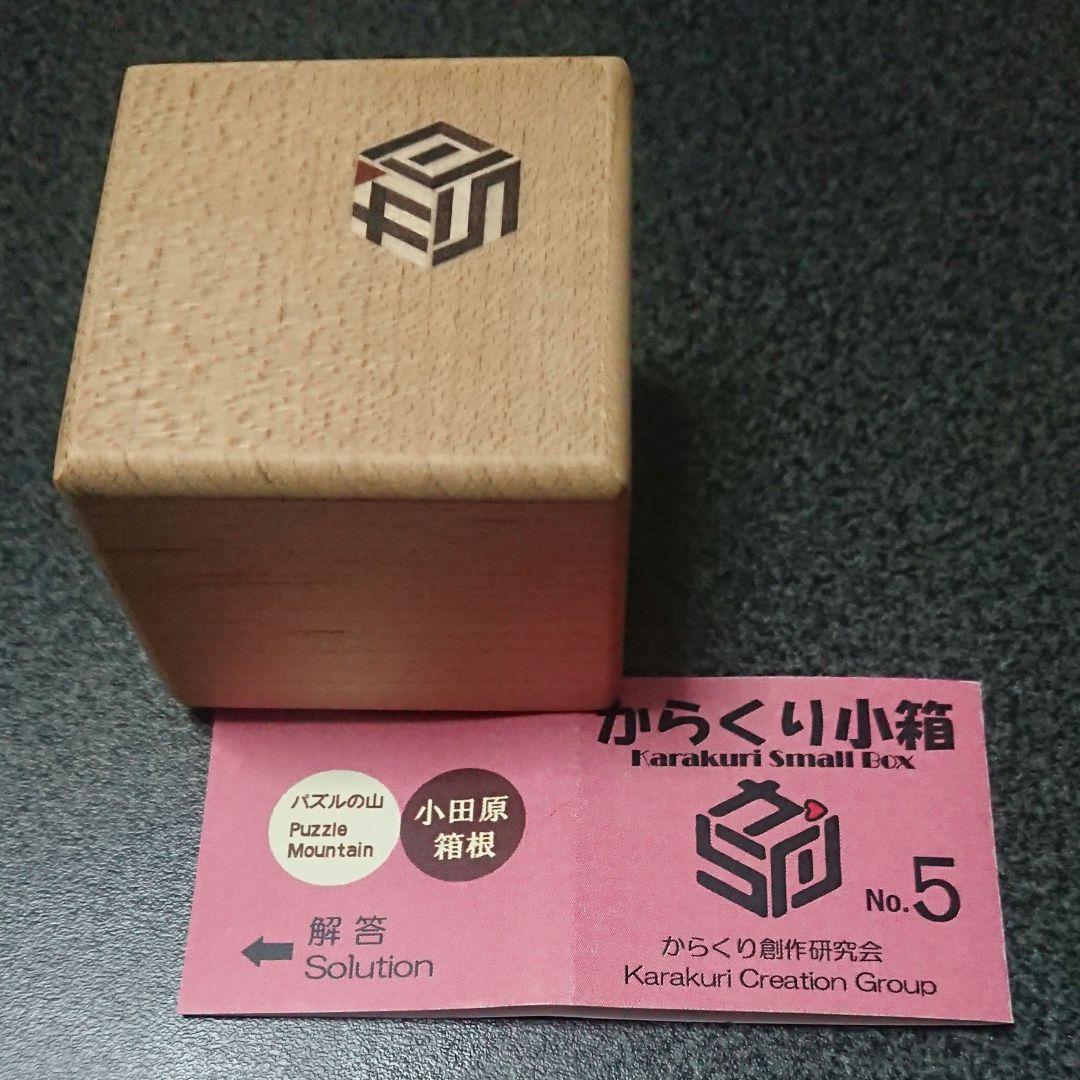 からくり小箱
Karakuri Small Box
No.5
からくり創作研究会
Karakuri Creation Group
パズルの山
Puzzle
Mountain
小田原
箱根
解答
Solution